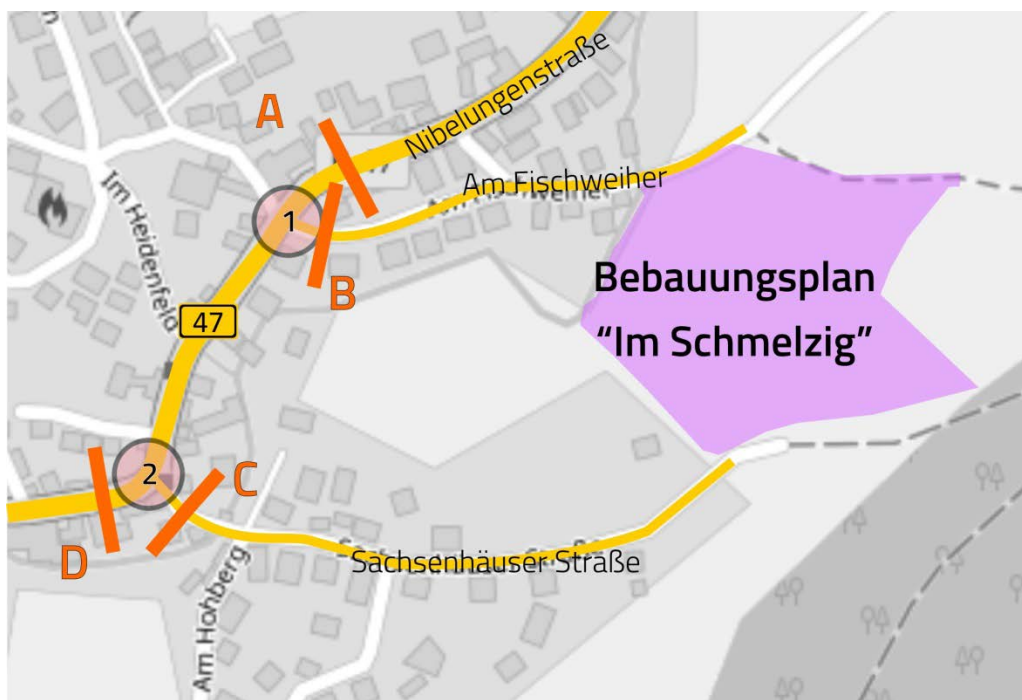 A
Nibelungenstraße
Am Fischweiher
1
B
Im Heidenfeld
47
Bebauungsplan
“Im Schmelzig”
2
C
D
Sachsenhäuser Straße
Am Hohberg